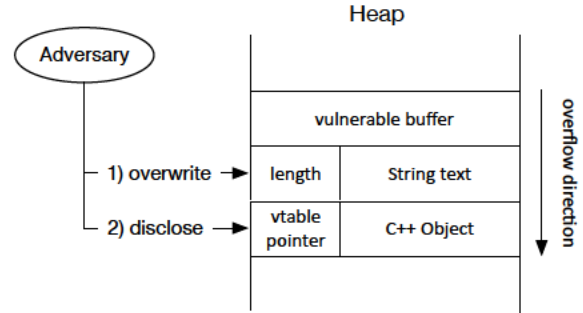 Heap
Adversary
vulnerable buffer
1) overwrite
length
String text
2) disclose
vtable
pointer
C++ Object
overflow direction